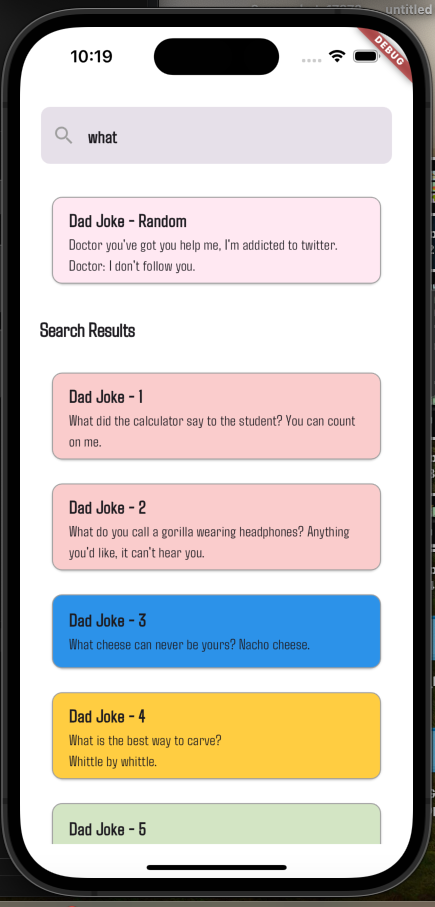 untitled
10:19
DEBUG
what
Dad Joke - Random
Doctor you've got you help me, I'm addicted to twitter.
Doctor: I don't follow you.
Search Results
Dad Joke - 1
What did the calculator say to the student? You can count
on me.
Dad Joke - 2
What do you call a gorilla wearing headphones? Anything
you'd like, it can't hear you.
Dad Joke - 3
What cheese can never be yours? Nacho cheese.
Dad Joke - 4
What is the best way to carve?
Whittle by whittle.
Dad Joke - 5